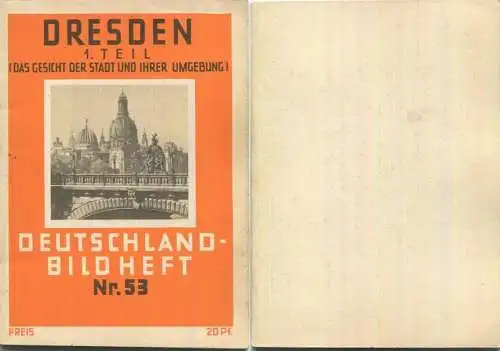 DRESDEN
1. TEIL
(DAS GESICHT DER STADT UND IHRER UMGEBUNG)
DEUTSCHLAND-
BILDHEFT
Nr. 53
PREIS 20 Pf.